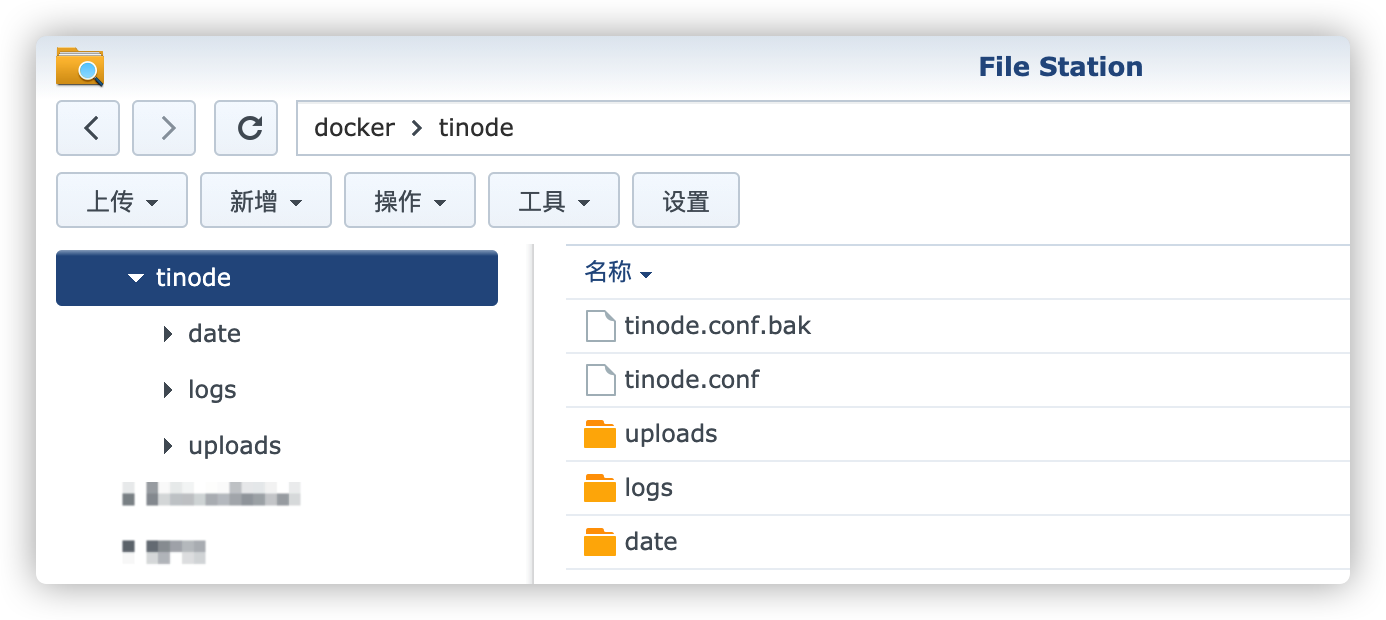 File Station
docker > tinode
上传 新增 操作 工具 设置
tinode
date
logs
uploads
名称
tinode.conf.bak
tinode.conf
uploads
logs
date